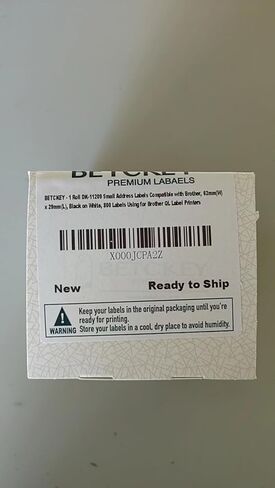 BETCKEY
PREMIUM LABAELS
BETCKEY - 1 Roll DK-11209 Small Address Labels Compatible with Brother, 62mm(W)
x 29mm(L), Black on White, 800 Labels Using for Brother QL Label Printers
X000JCPA2Z
BETCKEY
New
Ready to Ship
WARNING
Keep your labels in the original packaging until you're
ready for printing.
Store your labels in a cool, dry place to avoid humidity.